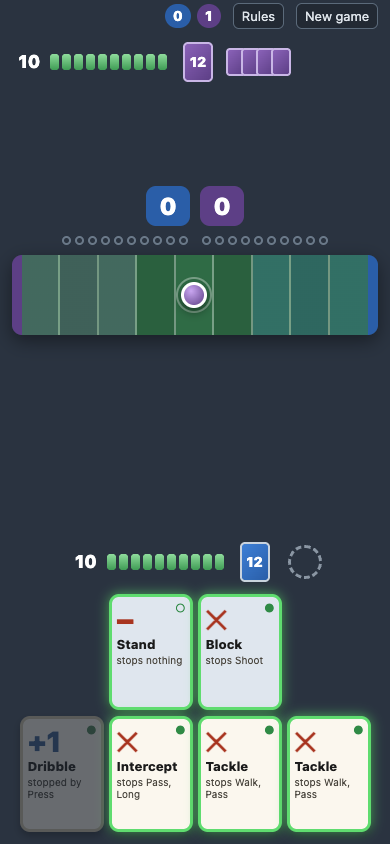 0 1 Rules New game
10 12
0 0
10 12
Stand
stops nothing
Block
stops Shoot
+1
Dribble
stopped by
Press
Intercept
stops Pass,
Long
Tackle
stops Walk,
Pass
Tackle
stops Walk,
Pass